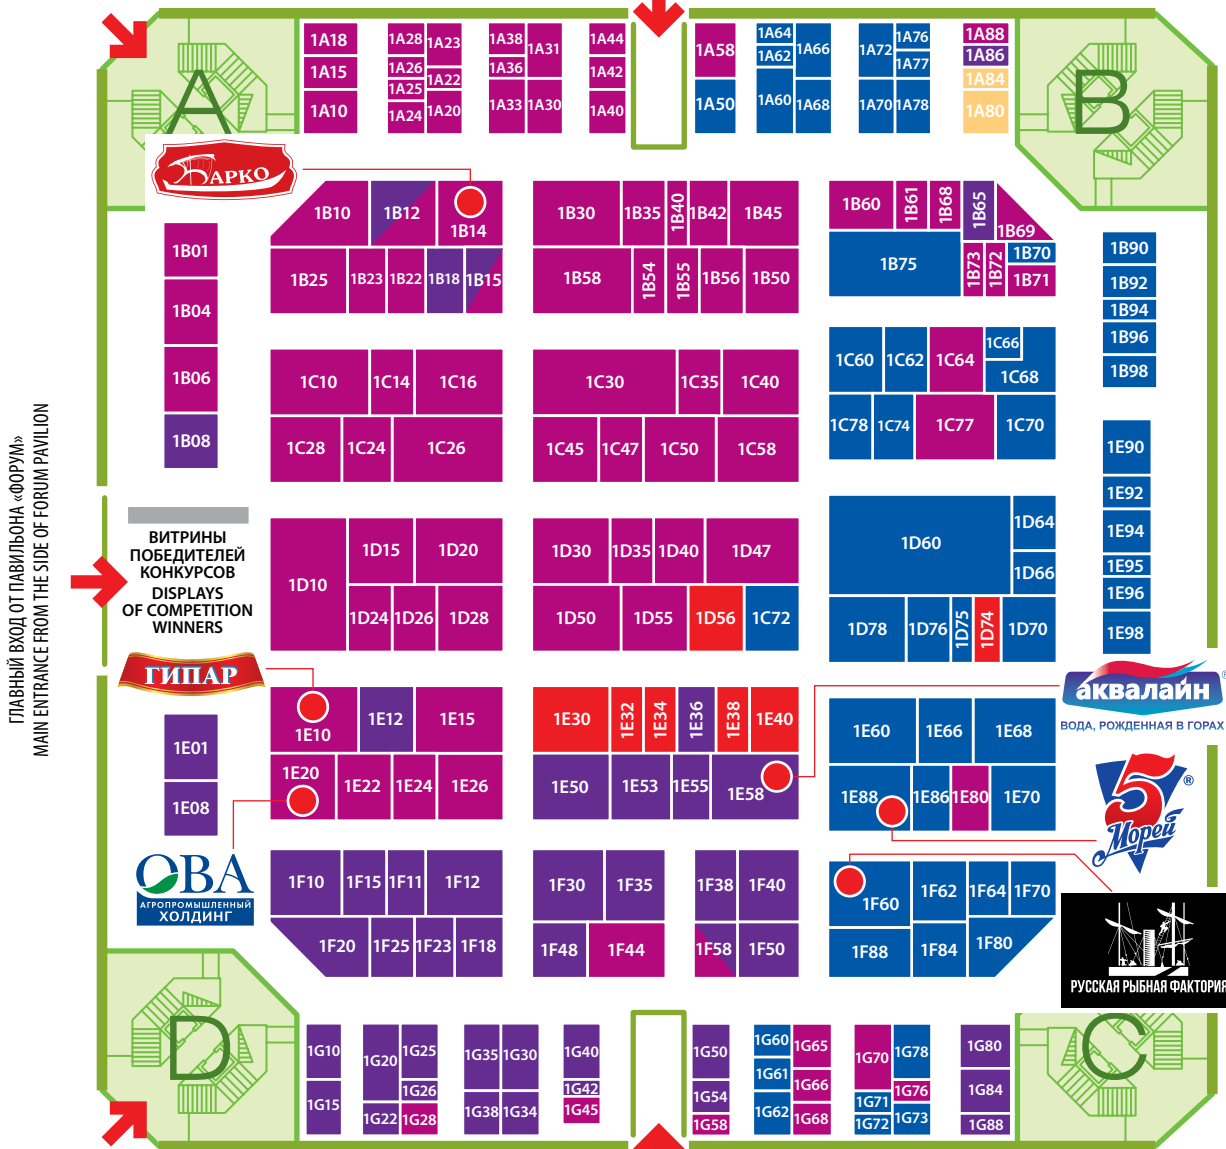 1A18
1A15
1A10
1A28
1A26
1A25
1A24
1A23
1A22
1A20
1A38
1A36
1A33
1A31
1A30
1A44
1A42
1A40
1A58
1A50
1A64
1A62
1A60
1A66
1A68
1A72
1A70
1A76
1A77
1A78
1A88
1A86
1A84
1A80
A
B
БАРКО
1B10
1B12
1B14
1B25
1B23
1B22
1B18
1B15
1B30
1B35
1B40
1B42
1B45
1B58
1B54
1B55
1B56
1B50
1B60
1B61
1B68
1B65
1B69
1B75
1B73
1B72
1B70
1B71
1B01
1B04
1B06
1B08
1B90
1B92
1B94
1B96
1B98
1C10
1C14
1C16
1C28
1C24
1C26
1C30
1C35
1C40
1C45
1C47
1C50
1C58
1C60
1C62
1C64
1C66
1C68
1C78
1C74
1C77
1C70
1E90
1E92
1E94
1E95
1E96
1E98
ГЛАВНЫЙ ВХОД ОТ ПАВИЛЬОНА «ФОРУМ»
MAIN ENTRANCE FROM THE SIDE OF FORUM PAVILION
ВИТРИНЫ
ПОБЕДИТЕЛЕЙ
КОНКУРСОВ
DISPLAYS
OF COMPETITION
WINNERS
1D10
1D15
1D20
1D24
1D26
1D28
1D30
1D35
1D40
1D47
1D50
1D55
1D56
1C72
1D60
1D64
1D66
1D78
1D76
1D75
1D74
1D70
ГИПАР
аквалайн
®
ВОДА, РОЖДЕННАЯ В ГОРАХ
1E01
1E08
1E10
1E12
1E15
1E20
1E22
1E24
1E26
1E30
1E32
1E34
1E36
1E38
1E40
1E50
1E53
1E55
1E58
1E60
1E66
1E68
1E88
1E86
1E80
1E70
5
®
Морей
ОВА
АГРОПРОМЫШЛЕННЫЙ
ХОЛДИНГ
1F10
1F15
1F11
1F12
1F20
1F25
1F23
1F18
1F30
1F35
1F48
1F44
1F38
1F40
1F58
1F50
1F60
1F62
1F64
1F70
1F88
1F84
1F80
РУССКАЯ РЫБНАЯ ФАКТОРИЯ
D
C
1G10
1G15
1G20
1G22
1G25
1G26
1G28
1G35
1G38
1G30
1G34
1G40
1G42
1G45
1G50
1G54
1G58
1G60
1G61
1G62
1G65
1G66
1G68
1G70
1G71
1G72
1G78
1G76
1G73
1G80
1G84
1G88